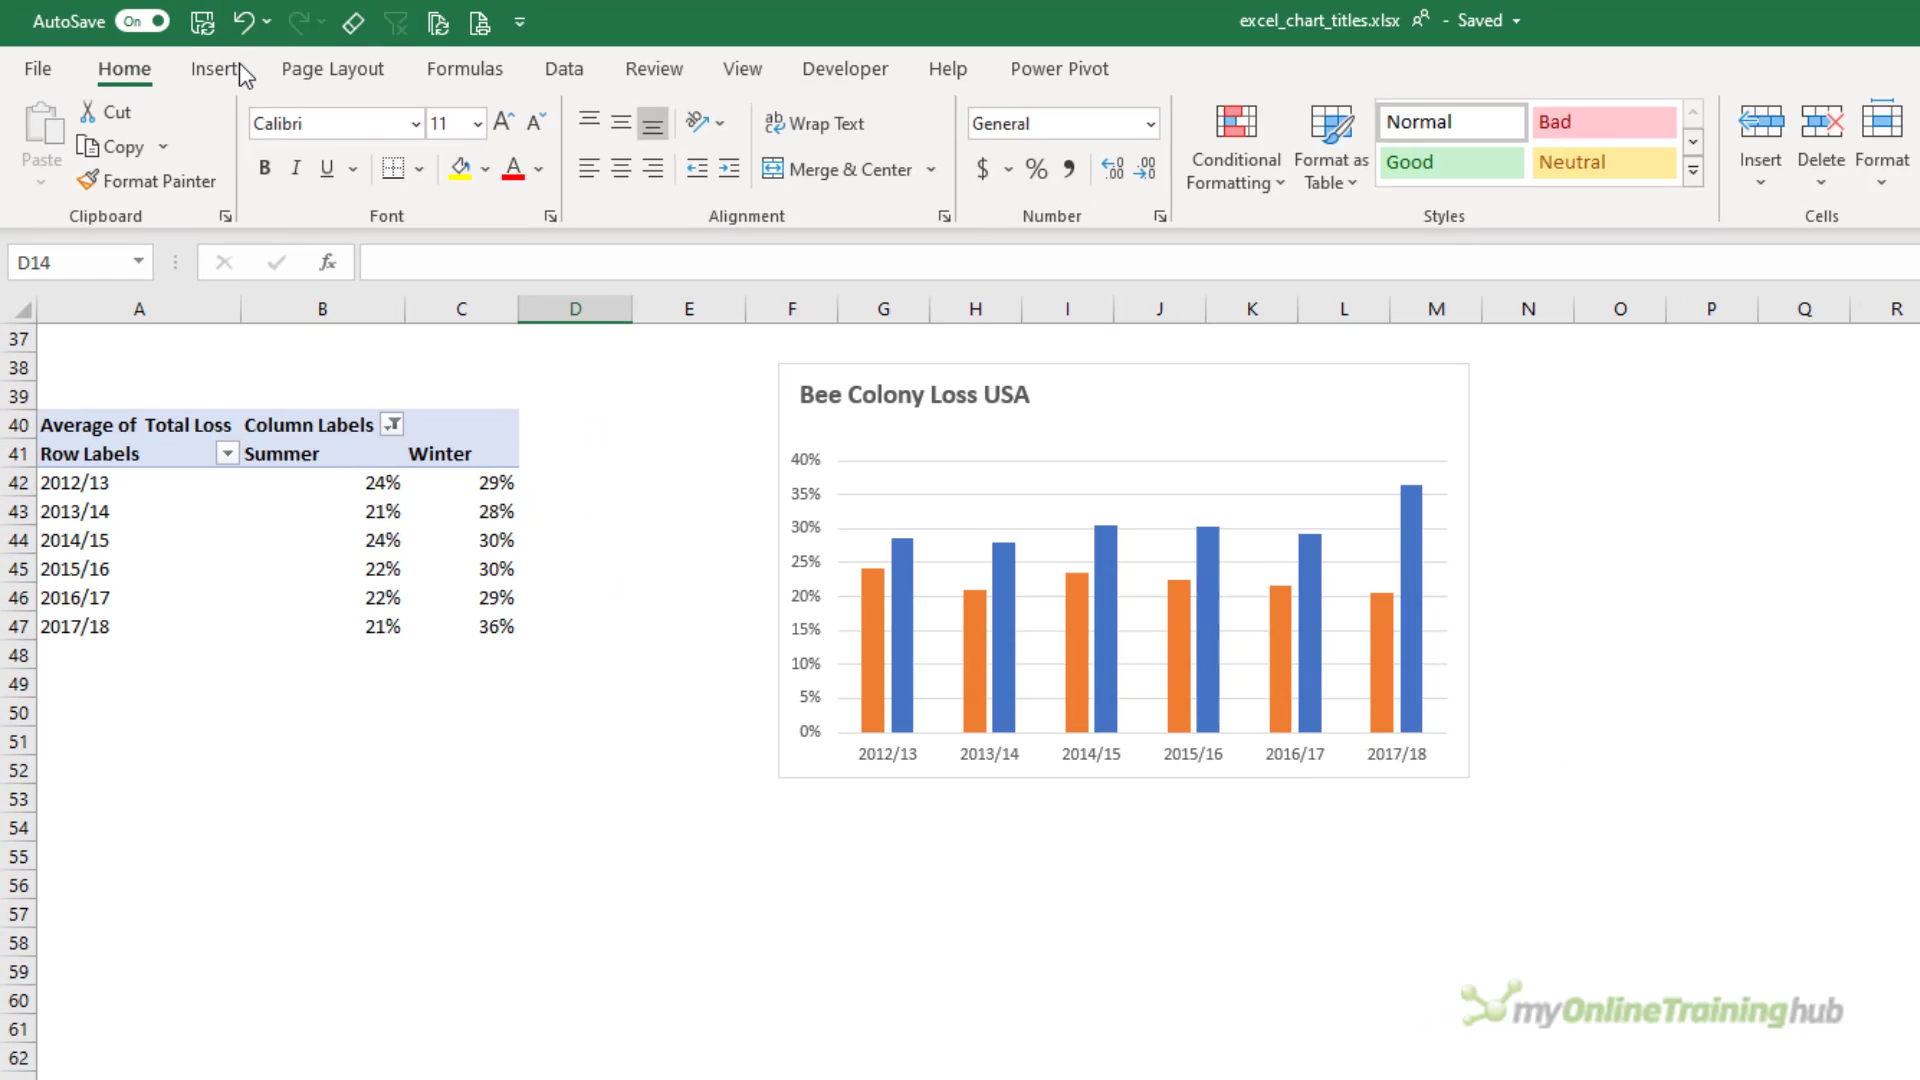 AutoSave On excel_chart_titles.xlsx - Saved
File Home Insert Page Layout Formulas Data Review View Developer Help Power Pivot
Paste
Cut
Copy
Format Painter
Clipboard
Calibri 11
B I U A
Font
ab Wrap Text
Merge & Center
Alignment
General
$ % 9 .00 .00
Number
Conditional Formatting
Format as Table
Normal Bad
Good Neutral
Styles
Insert Delete Format
Cells
D14 fx
A B C D E F G H I J K L M N O P Q R
37
38
39
40 Average of Total Loss Column Labels
41 Row Labels Summer Winter
42 2012/13 24% 29%
43 2013/14 21% 28%
44 2014/15 24% 30%
45 2015/16 22% 30%
46 2016/17 22% 29%
47 2017/18 21% 36%
48
49
50
51
52
53
54
55
56
57
58
59
60
61
62
Bee Colony Loss USA
40%
35%
30%
25%
20%
15%
10%
5%
0%
2012/13 2013/14 2014/15 2015/16 2016/17 2017/18
myOnlineTraininghub